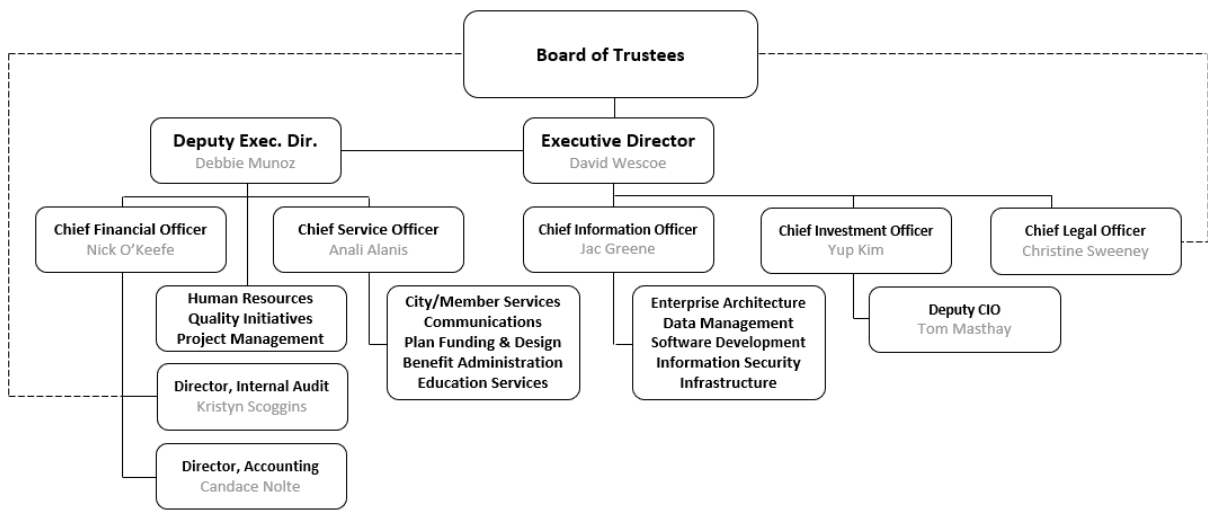 Board of Trustees
Deputy Exec. Dir.
Debbie Munoz
Executive Director
David Wescoe
Chief Financial Officer
Nick O'Keefe
Chief Service Officer
Anali Alanis
Chief Information Officer
Jac Greene
Chief Investment Officer
Yup Kim
Chief Legal Officer
Christine Sweeney
Human Resources
Quality Initiatives
Project Management
City/Member Services
Communications
Plan Funding & Design
Benefit Administration
Education Services
Enterprise Architecture
Data Management
Software Development
Information Security
Infrastructure
Deputy CIO
Tom Masthay
Director, Internal Audit
Kristyn Scoggins
Director, Accounting
Candace Nolte